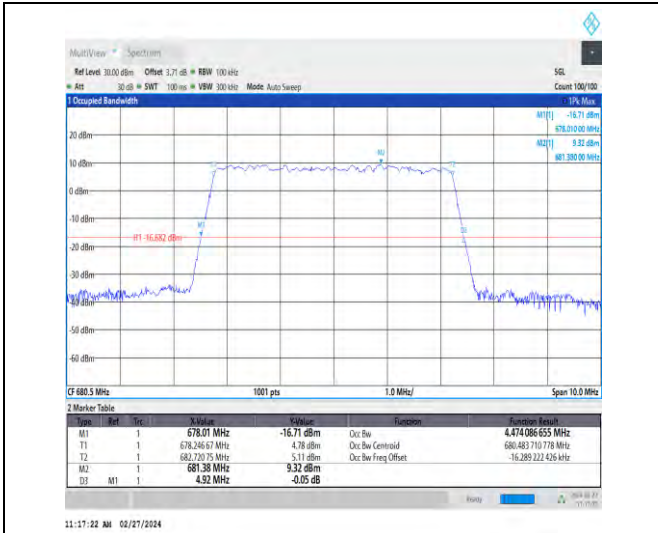 MultiView Spectrum
Ref Level 30.00 dBm Offset 3.71 dB RBW 100 kHz SGL
Att 30 dB SWT 100 ms VBW 300 kHz Mode Auto Sweep Count 100/100
1 Occupied Bandwidth 1Pk Max
M1[1] -16.71 dBm
678.010 00 MHz
M2[1] 9.32 dBm
681.380 00 MHz
20 dBm
10 dBm
0 dBm
-10 dBm
H1 -16.682 dBm
-20 dBm
-30 dBm
-40 dBm
-50 dBm
-60 dBm
M1
M2
CF 680.5 MHz 1001 pts 1.0 MHz/ Span 10.0 MHz
2 Marker Table
Type Ref Trc X-Value Y-Value Function Function Result
M1 1 678.01 MHz -16.71 dBm Occ Bw 4.474 086 655 MHz
T1 1 678.246 67 MHz 4.78 dBm Occ Bw Centroid 680.483 710 778 MHz
T2 1 682.720 75 MHz 5.11 dBm Occ Bw Freq Offset -16.289 222 426 kHz
M2 1 681.38 MHz 9.32 dBm
D3 M1 1 4.92 MHz -0.05 dB
Ready
11:17:22 AM 02/27/2024